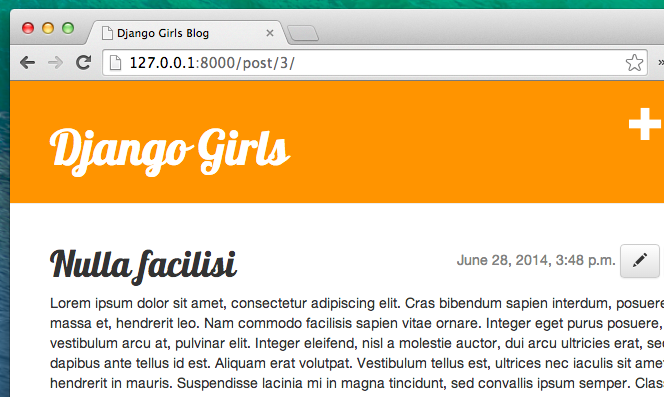 Django Girls Blog
127.0.0.1:8000/post/3/
Django Girls
Nulla facilisi
June 28, 2014, 3:48 p.m.
Lorem ipsum dolor sit amet, consectetur adipiscing elit. Cras bibendum sapien interdum, posuere
massa et, hendrerit leo. Nam commodo facilisis sapien vitae ornare. Integer eget purus posuere,
vestibulum arcu at, pulvinar elit. Integer eleifend, nisl a molestie auctor, dui arcu ultricies erat, sed
dapibus ante tellus id est. Aliquam erat volutpat. Vestibulum tellus est, ultrices nec iaculis sit amet
hendrerit in mauris. Suspendisse lacinia mi in magna tincidunt, sed convallis ipsum semper. Class